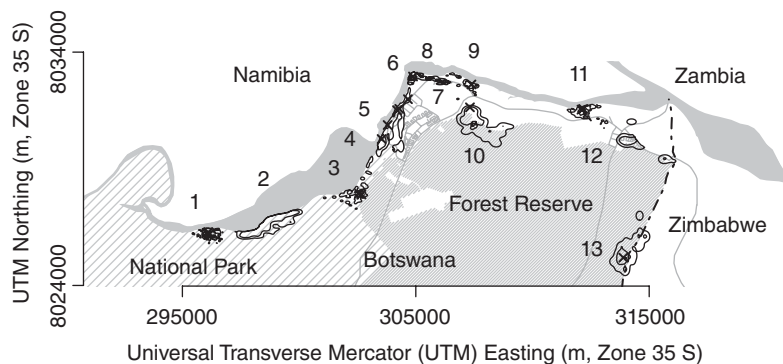 8034000
8024000
UTM Northing (m, Zone 35 S)
6 8 9
Namibia
11
Zambia
5
7
4
3
10
12
1
2
Forest Reserve
Zimbabwe
13
National Park
Botswana
295000 305000 315000
Universal Transverse Mercator (UTM) Easting (m, Zone 35 S)